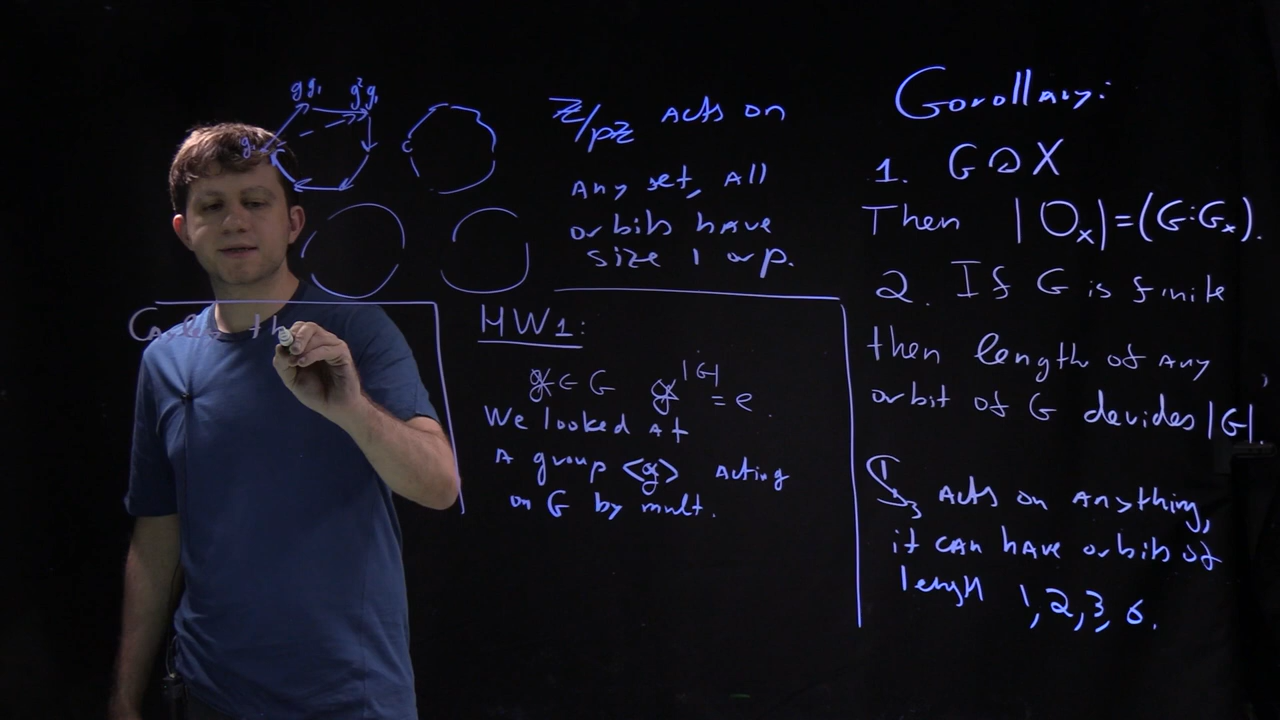 gg₁ g²g₁
g₁
ℤ/pℤ acts on
any set, all
orbits have
size 1 or p.
th
HW1:
g ∈ G g^|G| = e.
We looked at
a group <g> acting
on G by mult.
Corollary:
1. G ↻ X
Then |Oₓ| = (G:Gₓ).
2. If G is finite
then length of any
orbit of G devides |G|.
S₃ acts on anything,
it can have orbits of
length 1, 2, 3, 6.